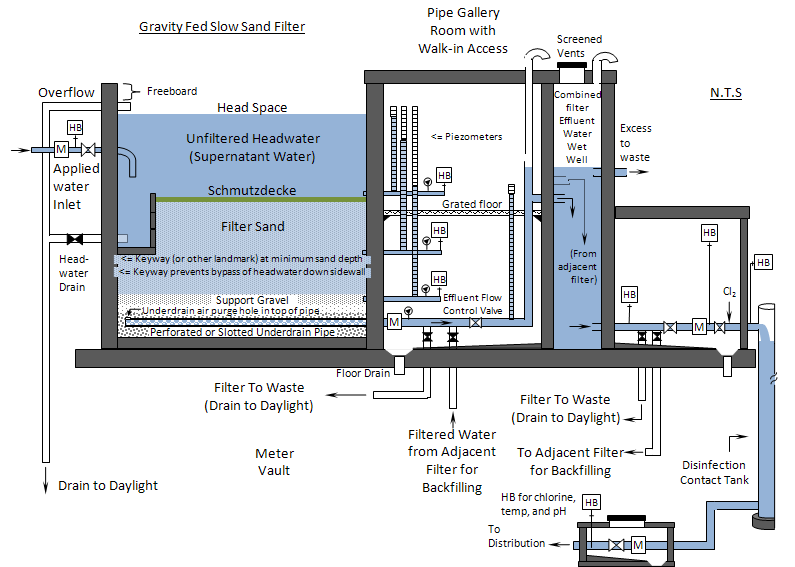 Gravity Fed Slow Sand Filter
Pipe Gallery
Room with
Walk-in Access
Screened
Vents
N.T.S
Overflow
Freeboard
Head Space
HB
M
Applied
water
Inlet
Unfiltered Headwater
(Supernatant Water)
Schmutzdecke
Filter Sand
<= Keyway (or other landmark) at minimum sand depth
<= Keyway prevents bypass of headwater down sidewall
Head-
water
Drain
Support Gravel
Underdrain air purge hole in top of pipe
Perforated or Slotted Underdrain Pipe
<= Piezometers
HB
Grated floor
HB
HB
Effluent Flow
Control Valve
M
Combined
filter
Effluent
Water
Wet
Well
Excess
to
waste
(From
adjacent
filter)
HB
HB
HB
Cl2
M
Floor Drain
Filter To Waste
(Drain to Daylight)
Filtered Water
from Adjacent
Filter for
Backfilling
Filter To Waste
(Drain to Daylight)
To Adjacent Filter
for Backfilling
Meter
Vault
Drain to Daylight
Disinfection
Contact Tank
HB for chlorine,
temp, and pH
HB
To
Distribution
M